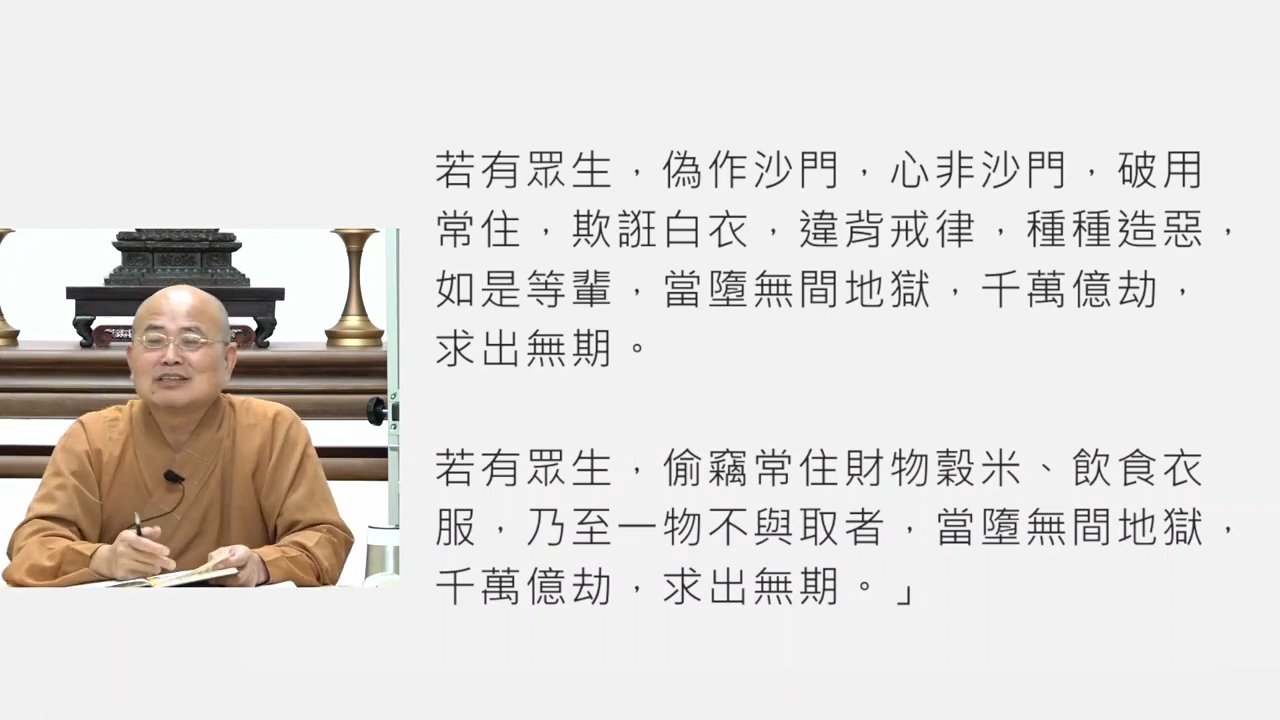 若有眾生，偽作沙門，心非沙門，破用
常住，欺誑白衣，違背戒律，種種造惡，
如是等輩，當墮無間地獄，千萬億劫，
求出無期。
若有眾生，偷竊常住財物穀米、飲食衣
服，乃至一物不與取者，當墮無間地獄，
千萬億劫，求出無期。」